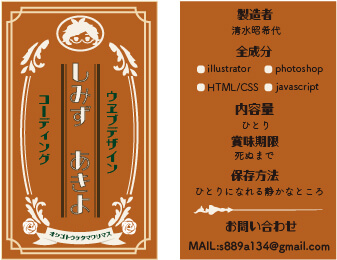 ウェブデザイン
しみず あきよ
コーディング
オシゴトウケタマワリマス
製造者
清水昭希代
全成分
illustrator
photoshop
HTML/CSS
javascript
内容量
ひとり
賞味期限
死ぬまで
保存方法
ひとりになれる静かなところ
お問い合わせ
MAIL:s889a134@gmail.com